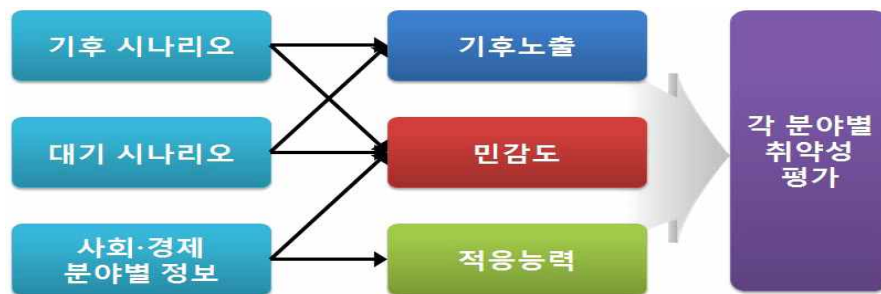 기후 시나리오
기후노출
대기 시나리오
민감도
사회·경제
분야별 정보
적응능력
각 분야별
취약성
평가